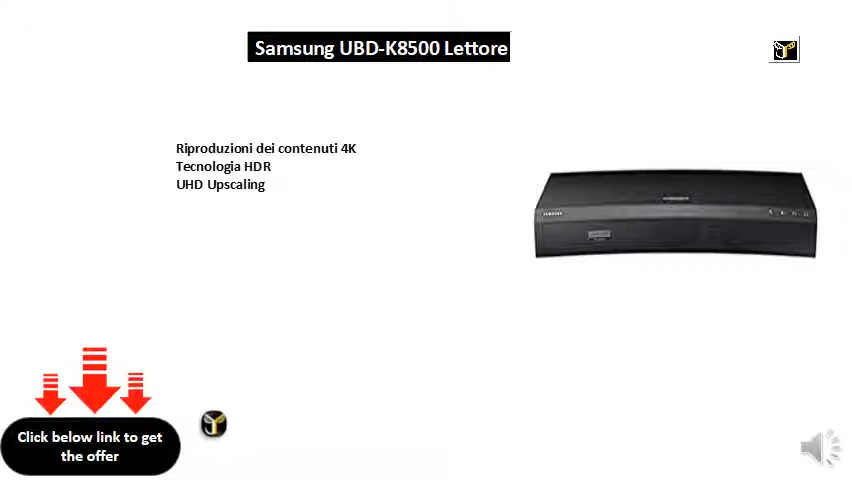 Samsung UBD-K8500 Lettore
Riproduzioni dei contenuti 4K
Tecnologia HDR
UHD Upscaling
SAMSUNG
Click below link to get
the offer